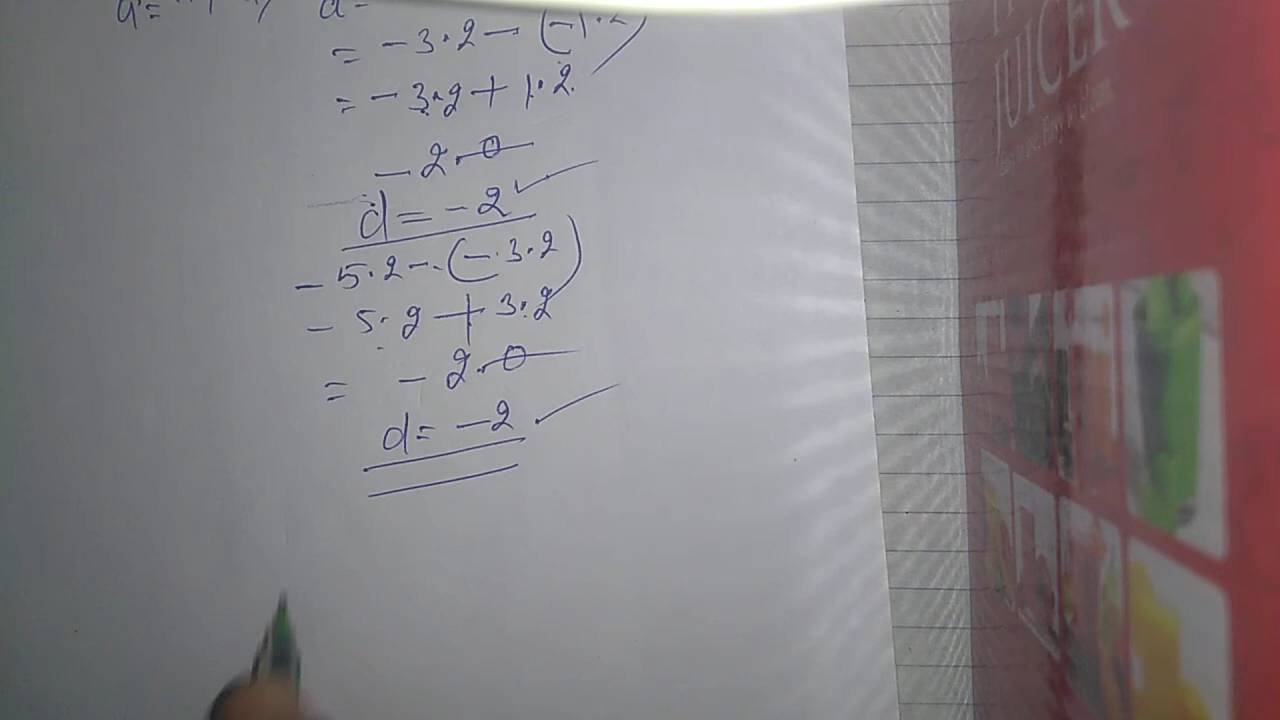 = -3.2 - (-1.2)
= -3.2 + 1.2
-2.0
d = -2
-5.2 - (-3.2)
-5.2 + 3.2
= -2.0
d = -2
JUICER